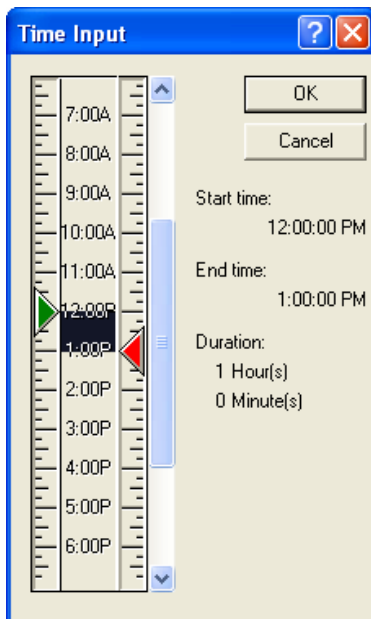 Time Input
7:00A
8:00A
9:00A
10:00A
11:00A
12:00P
1:00P
2:00P
3:00P
4:00P
5:00P
6:00P
OK
Cancel
Start time:
12:00:00 PM
End time:
1:00:00 PM
Duration:
1 Hour(s)
0 Minute(s)